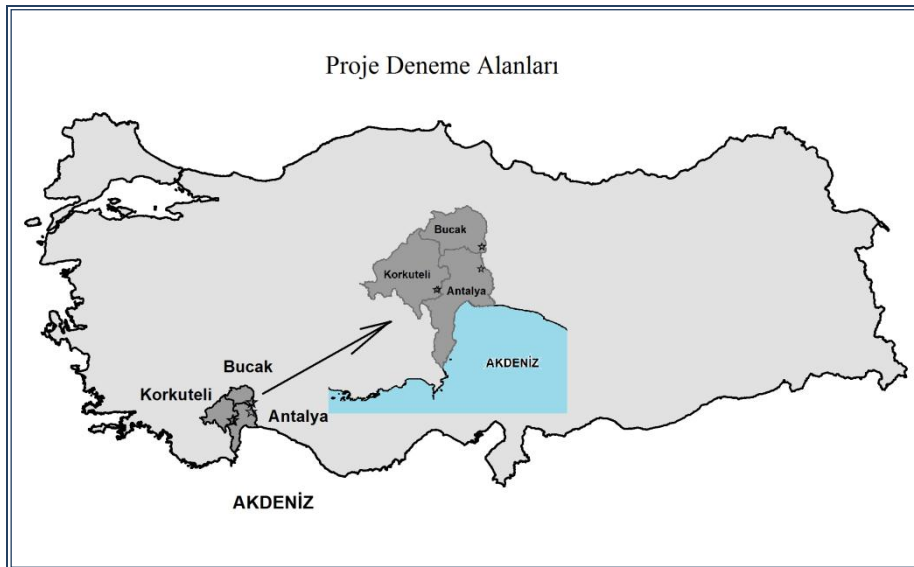 Proje Deneme Alanları
Bucak
Korkuteli
Antalya
AKDENİZ
Bucak
Korkuteli
Antalya
AKDENİZ